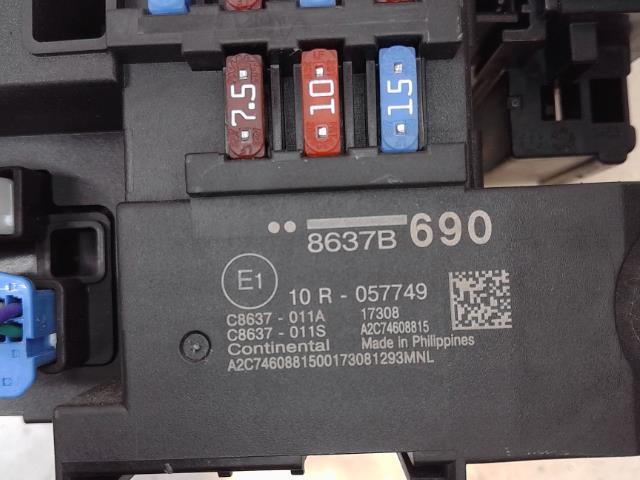 7.5
10
15
8637B 690
E1
10 R - 057749
C8637 - 011A 17308
C8637 - 011S A2C74608815
Continental Made in Philippines
A2C7460881500173081293MNL